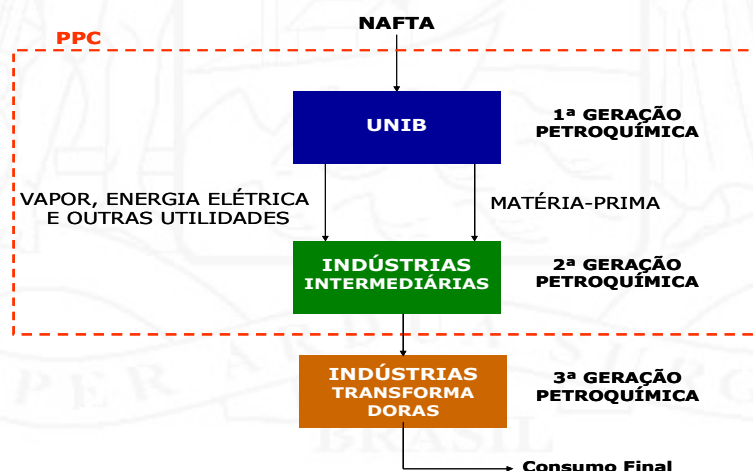 NAFTA
PPC
UNIB
1ª GERAÇÃO
PETROQUÍMICA
VAPOR, ENERGIA ELÉTRICA
E OUTRAS UTILIDADES
MATÉRIA-PRIMA
INDÚSTRIAS
INTERMEDIÁRIAS
2ª GERAÇÃO
PETROQUÍMICA
INDÚSTRIAS
TRANSFORMA
DORAS
3ª GERAÇÃO
PETROQUÍMICA
BRASIL
Consumo Final